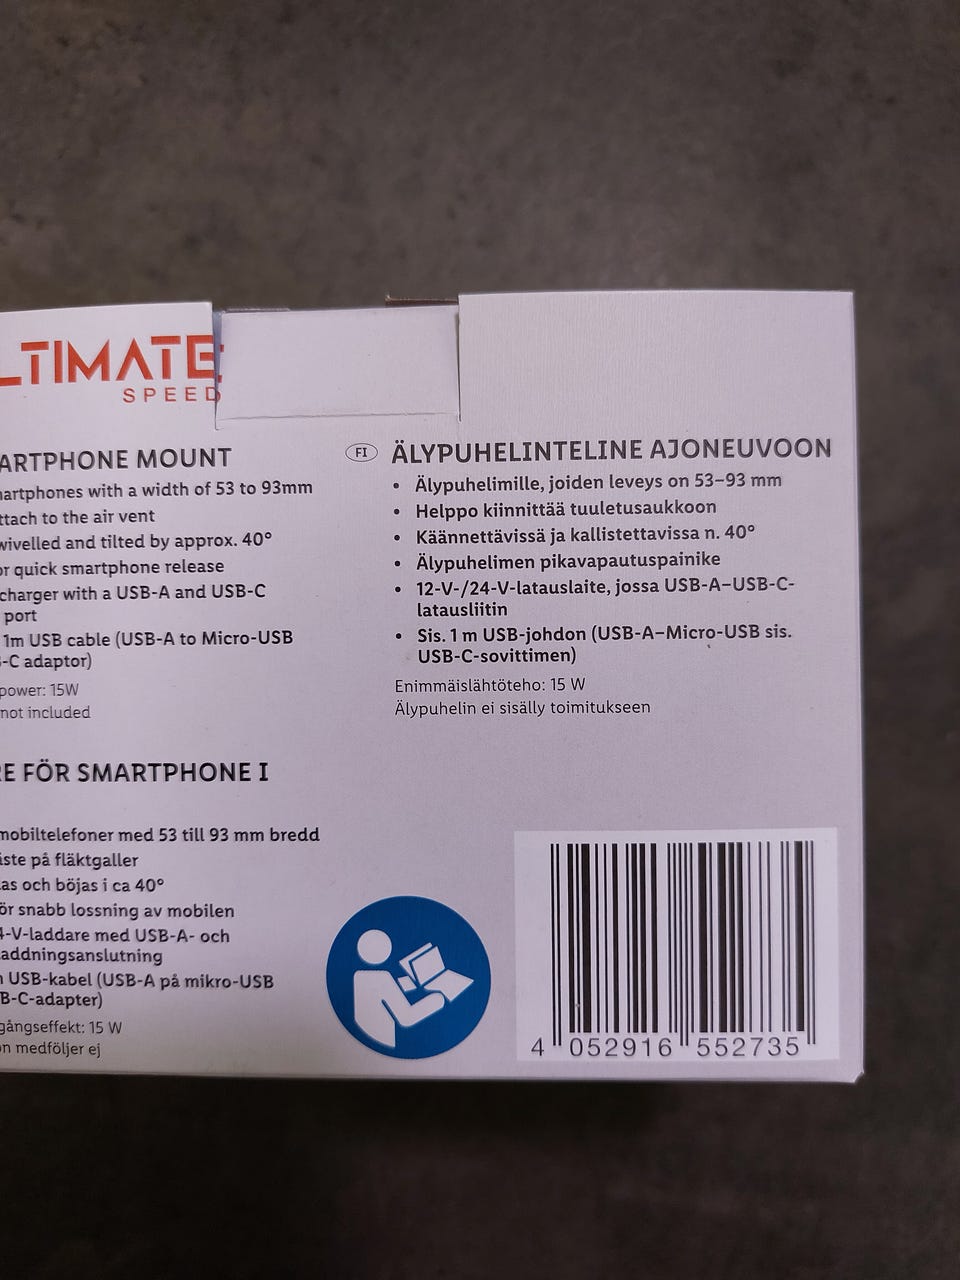 LTIMATE
SPEED
ARTPHONE MOUNT
artphones with a width of 53 to 93mm
ttach to the air vent
wivelled and tilted by approx. 40°
or quick smartphone release
charger with a USB-A and USB-C
port
1m USB cable (USB-A to Micro-USB
-C adaptor)
power: 15W
not included
FI ÄLYPUHELINTELINE AJONEUVOON
• Älypuhelimille, joiden leveys on 53–93 mm
• Helppo kiinnittää tuuletusaukkoon
• Käännettävissä ja kallistettavissa n. 40°
• Älypuhelimen pikavapautuspainike
• 12-V-/24-V-latauslaite, jossa USB-A–USB-C-
latausliitin
• Sis. 1 m USB-johdon (USB-A–Micro-USB sis.
USB-C-sovittimen)
Enimmäislähtöteho: 15 W
Älypuhelin ei sisälly toimitukseen
RE FÖR SMARTPHONE I
mobiltelefoner med 53 till 93 mm bredd
äste på fläktgaller
as och böjas i ca 40°
ör snabb lossning av mobilen
4-V-laddare med USB-A- och
addningsanslutning
n USB-kabel (USB-A på mikro-USB
B-C-adapter)
gångseffekt: 15 W
on medföljer ej
4 052916 552735